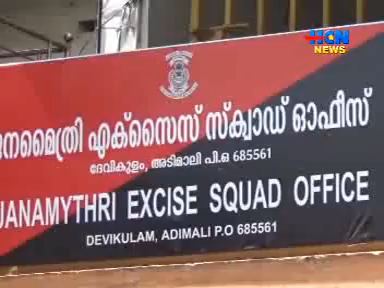 HCN
NEWS
ജനമൈത്രി എക്സൈസ് സ്ക്വാഡ് ഓഫീസ്
ദേവികുളം, അടിമാലി പി.ഒ 685561
JANAMYTHRI EXCISE SQUAD OFFICE
DEVIKULAM, ADIMALI P.O 685561